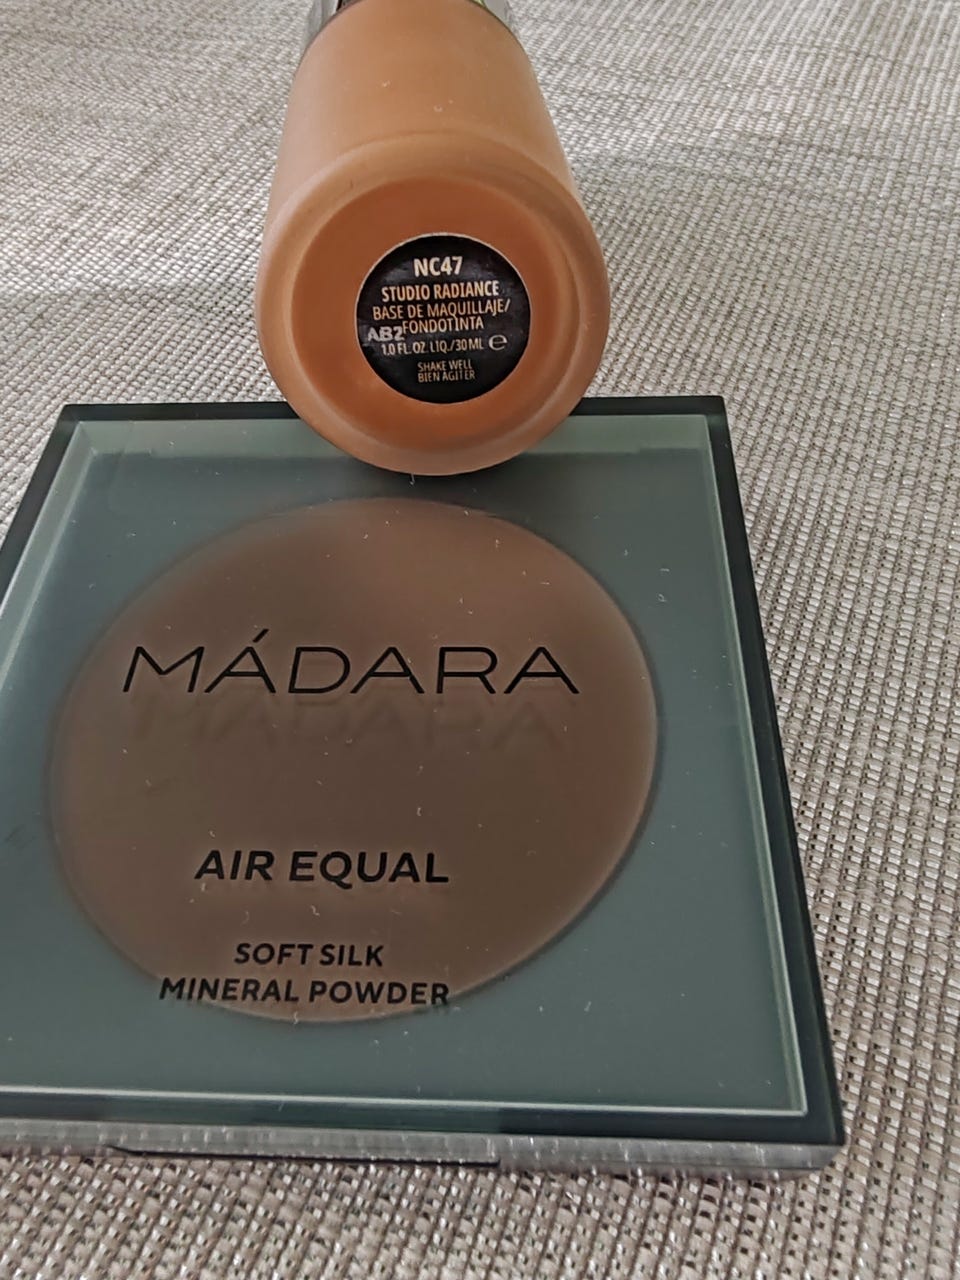 NC47
STUDIO RADIANCE
BASE DE MAQUILLAJE/
FONDOTINTA
AB2
1.0 FL. OZ. LIQ./30 ML ℮
SHAKE WELL
BIEN AGITER
MÁDARA
AIR EQUAL
SOFT SILK
MINERAL POWDER